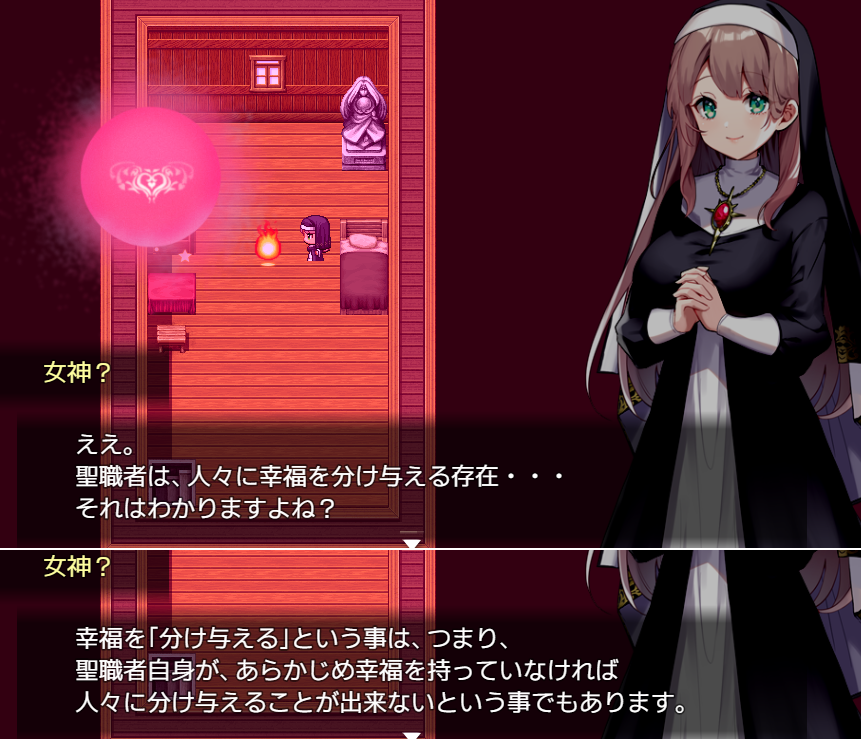 女神？
ええ。
聖職者は、人々に幸福を分け与える存在・・・
それはわかりますよね？
女神？
幸福を「分け与える」という事は、つまり、
聖職者自身が、あらかじめ幸福を持っていなければ
人々に分け与えることが出来ないという事でもあります。